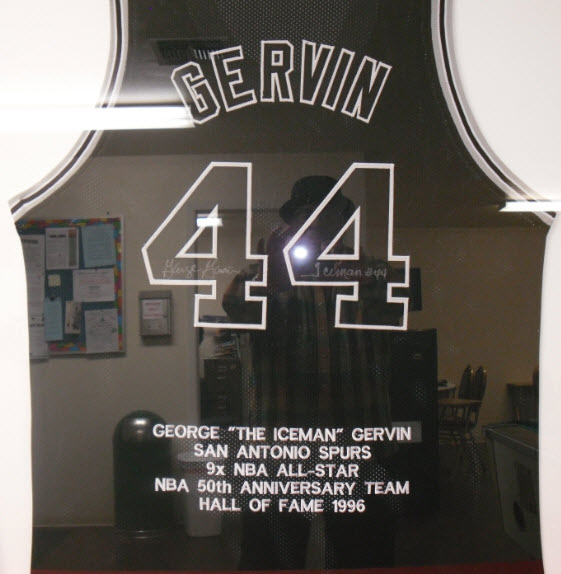 GERVIN
44
George Gervin
Iceman #44
GEORGE "THE ICEMAN" GERVIN
SAN ANTONIO SPURS
9x NBA ALL-STAR
NBA 50th ANNIVERSARY TEAM
HALL OF FAME 1996